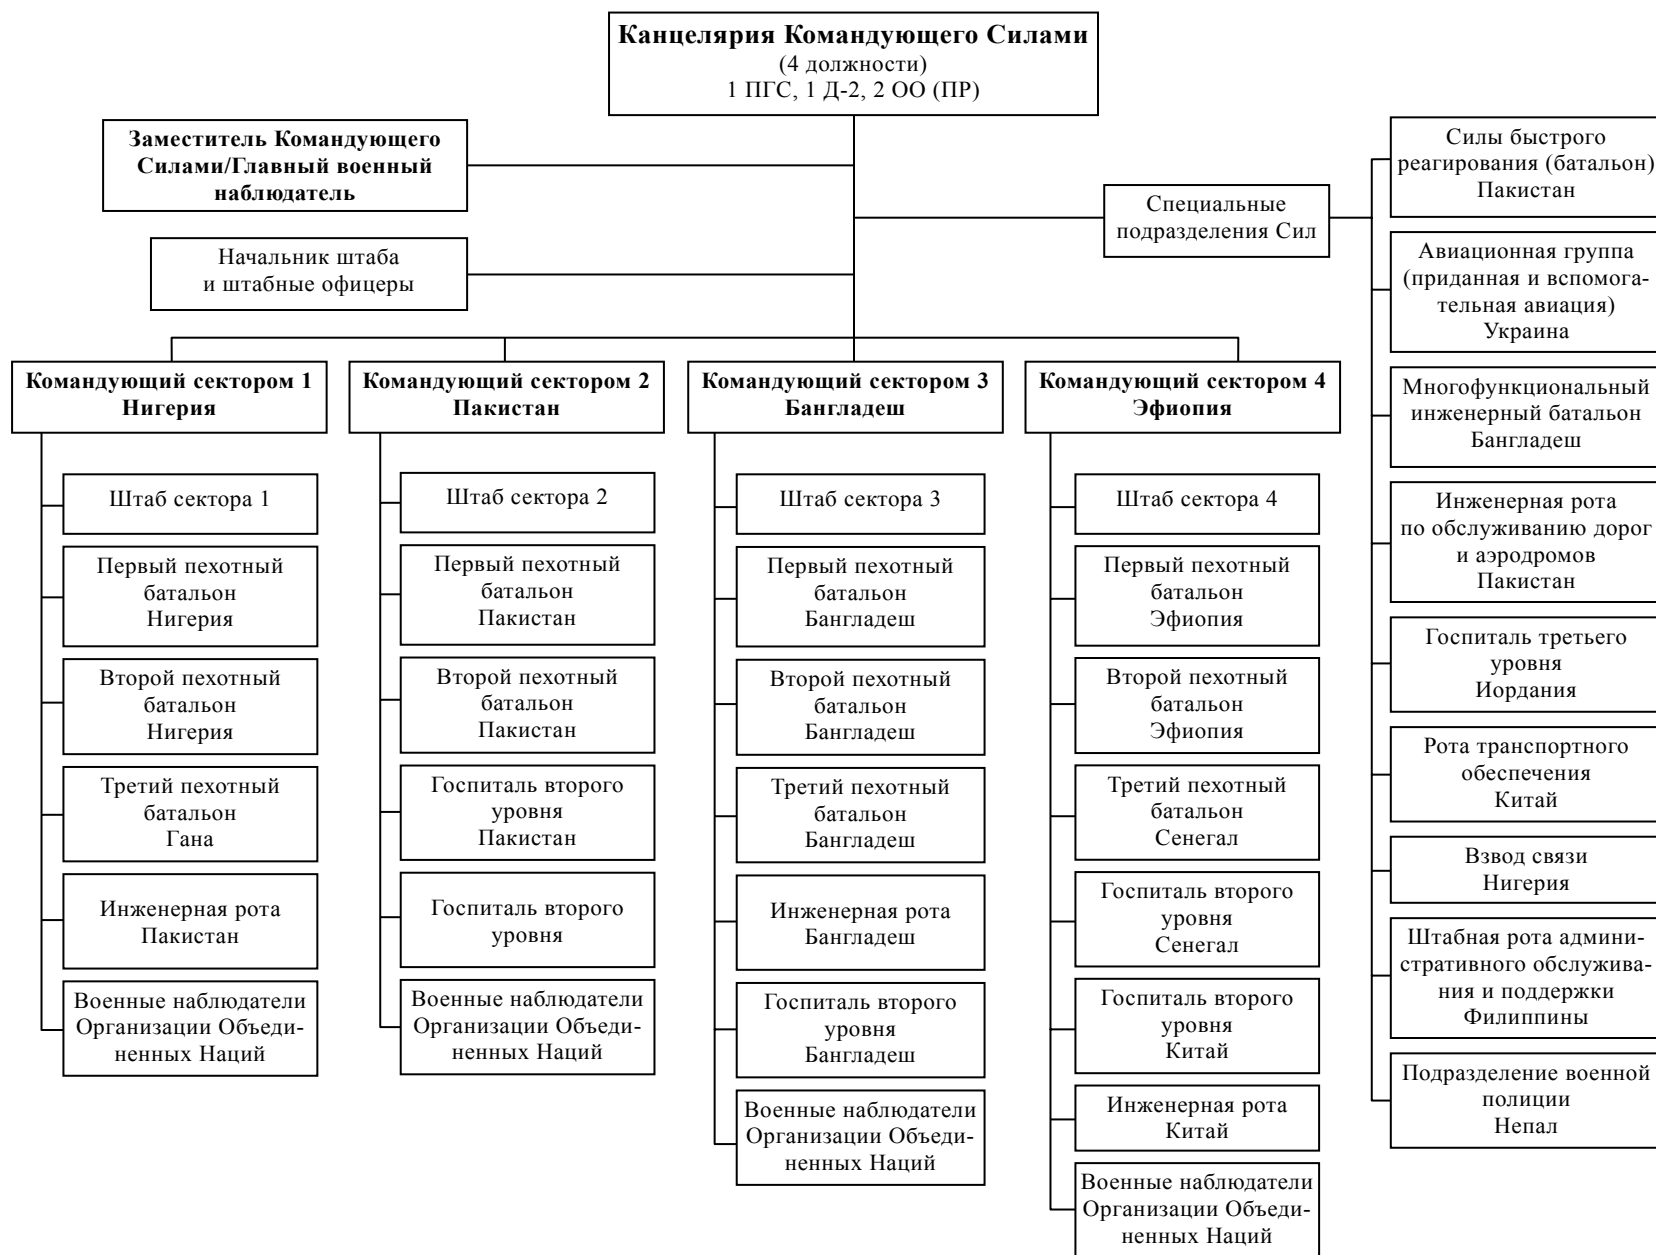 Канцелярия Командующего Силами
(4 должности)
1 ПГС, 1 Д-2, 2 ОО (ПР)
Заместитель Командующего
Силами/Главный военный
наблюдатель
Начальник штаба
и штабные офицеры
Специальные
подразделения Сил
Силы быстрого
реагирования (батальон)
Пакистан
Авиационная группа
(приданная и вспомога-
тельная авиация)
Украина
Многофункциональный
инженерный батальон
Бангладеш
Инженерная рота
по обслуживанию дорог
и аэродромов
Пакистан
Госпиталь третьего
уровня
Иордания
Рота транспортного
обеспечения
Китай
Взвод связи
Нигерия
Штабная рота админи-
стративного обслужива-
ния и поддержки
Филиппины
Подразделение военной
полиции
Непал
Командующий сектором 1
Нигерия
Штаб сектора 1
Первый пехотный
батальон
Нигерия
Второй пехотный
батальон
Нигерия
Третий пехотный
батальон
Гана
Инженерная рота
Пакистан
Военные наблюдатели
Организации Объеди-
ненных Наций
Командующий сектором 2
Пакистан
Штаб сектора 2
Первый пехотный
батальон
Пакистан
Второй пехотный
батальон
Пакистан
Госпиталь второго
уровня
Пакистан
Госпиталь второго
уровня
Военные наблюдатели
Организации Объеди-
ненных Наций
Командующий сектором 3
Бангладеш
Штаб сектора 3
Первый пехотный
батальон
Бангладеш
Второй пехотный
батальон
Бангладеш
Третий пехотный
батальон
Бангладеш
Инженерная рота
Бангладеш
Госпиталь второго
уровня
Бангладеш
Военные наблюдатели
Организации Объеди-
ненных Наций
Командующий сектором 4
Эфиопия
Штаб сектора 4
Первый пехотный
батальон
Эфиопия
Второй пехотный
батальон
Эфиопия
Третий пехотный
батальон
Сенегал
Госпиталь второго
уровня
Сенегал
Госпиталь второго
уровня
Китай
Инженерная рота
Китай
Военные наблюдатели
Организации Объеди-
ненных Наций